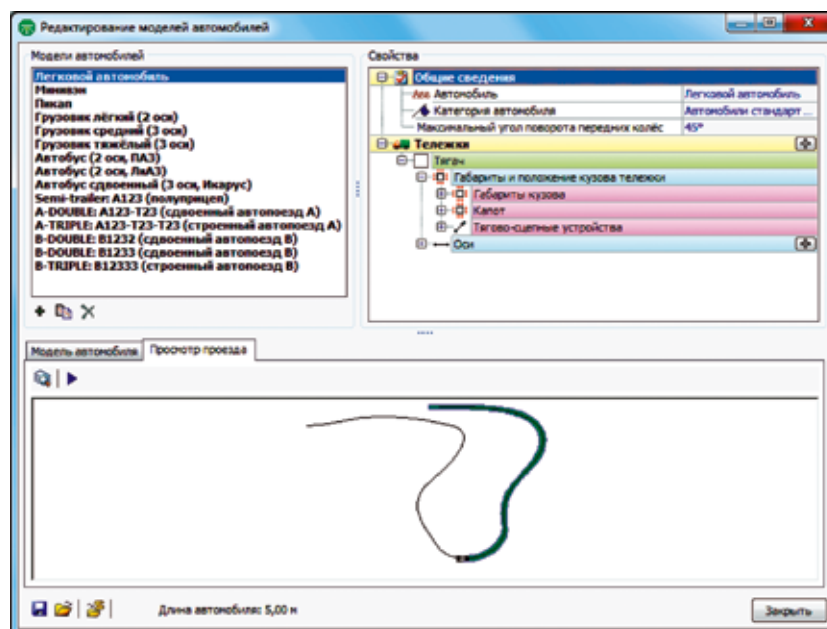 Редактирование моделей автомобилей
Модели автомобилей
Легковой автомобиль
Минивэн
Пикап
Грузовик лёгкий (2 оси)
Грузовик средний (3 оси)
Грузовик тяжёлый (3 оси)
Автобус (2 оси, ПАЗ)
Автобус (2 оси, ЛиАЗ)
Автобус сдвоенный (3 оси, Икарус)
Semi-trailer: A123 (полуприцеп)
A-DOUBLE: A123-T23 (сдвоенный автопоезд A)
A-TRIPLE: A123-T23-T23 (строенный автопоезд A)
B-DOUBLE: B1232 (сдвоенный автопоезд B)
B-DOUBLE: B1233 (сдвоенный автопоезд B)
B-TRIPLE: B12333 (строенный автопоезд B)
Свойства
Общие сведения
Автомобиль Легковой автомобиль
Категория автомобиля Автомобили стандарт ...
Максимальный угол поворота передних колёс 45°
Тележки
Тягач
Габариты и положение кузова тележки
Габариты кузова
Капот
Тягово-сцепные устройства
Оси
Модель автомобиля Просмотр проезда
Длина автомобиля: 5,00 м
Закрыть